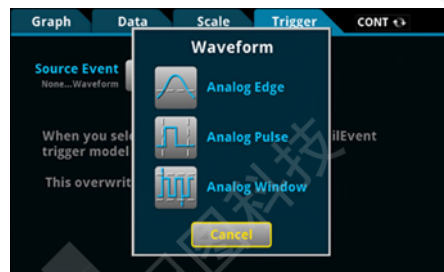 Graph Data Scale Trigger CONT
Waveform
Source Event
None...Waveform
Analog Edge
When you sel
ilEvent
trigger model
Analog Pulse
This overwrit
Analog Window
Cancel